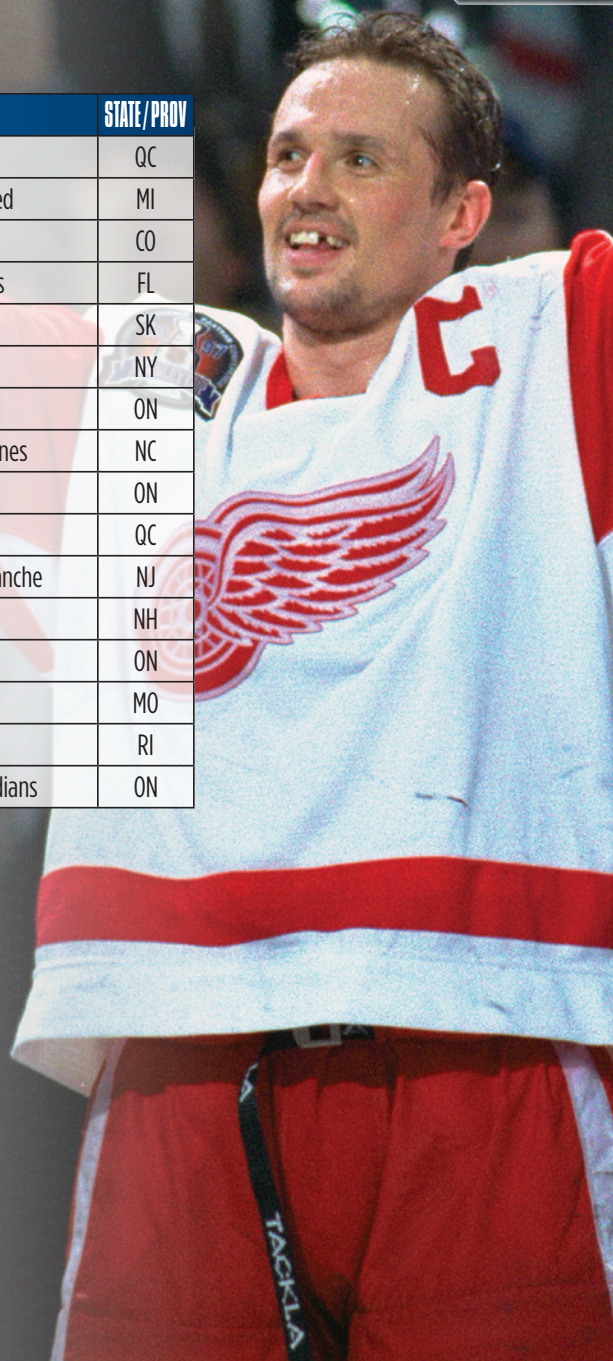 STATE/PROV
QC
ed MI
CO
s FL
SK
NY
ON
nes NC
ON
QC
anche NJ
NH
ON
MO
RI
dians ON
C
TACKLA